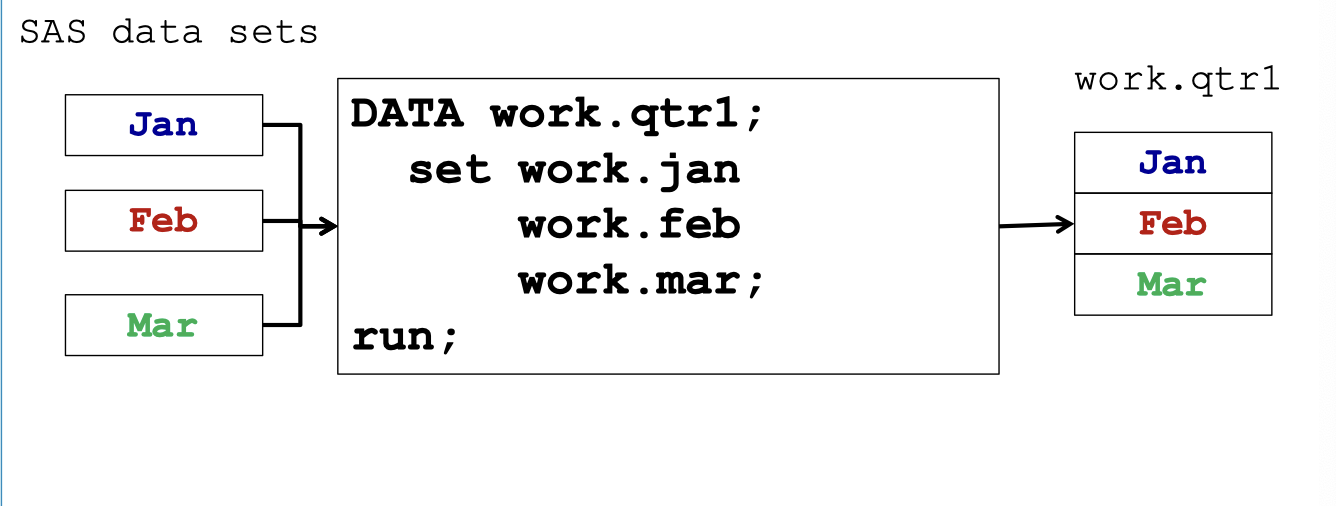 SAS data sets
Jan
Feb
Mar
DATA work.qtr1;
set work.jan
work.feb
work.mar;
run;
work.qtr1
Jan
Feb
Mar